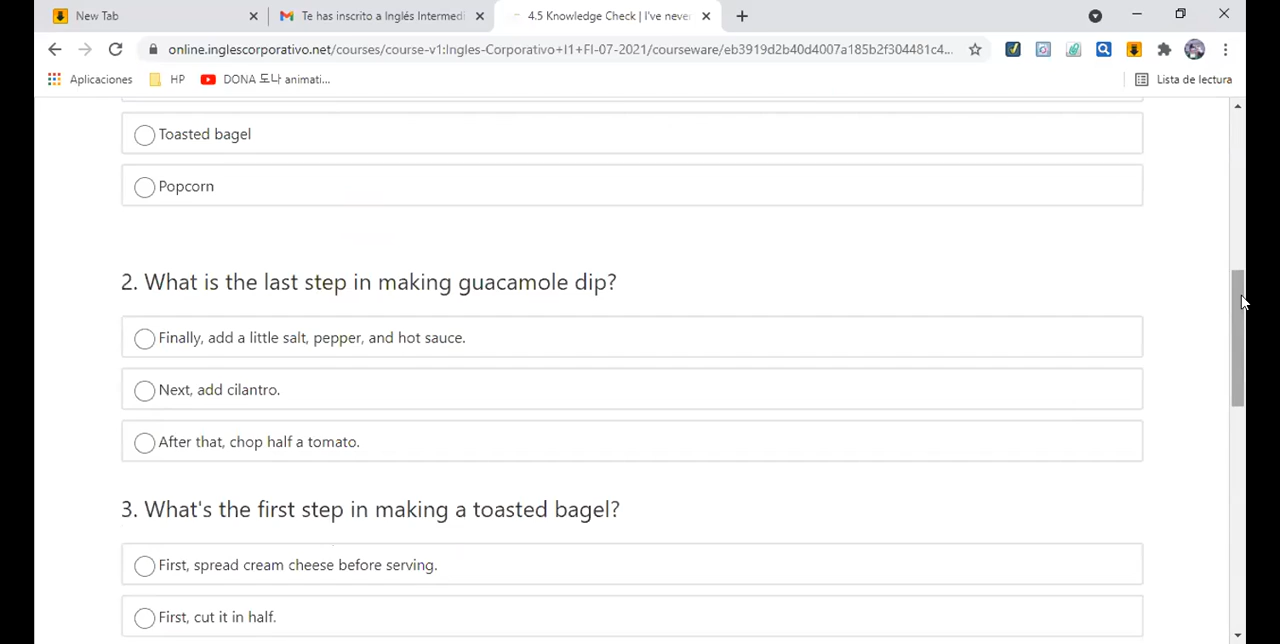 New Tab
Te has inscrito a Inglés Intermedi
4.5 Knowledge Check | I've never
online.inglescorporativo.net/courses/course-v1:Ingles-Corporativo+I1+FI-07-2021/courseware/eb3919d2b40d4007a185b2f304481c4...
Aplicaciones
HP
DONA 도나 animati...
Lista de lectura
Toasted bagel
Popcorn
2. What is the last step in making guacamole dip?
Finally, add a little salt, pepper, and hot sauce.
Next, add cilantro.
After that, chop half a tomato.
3. What's the first step in making a toasted bagel?
First, spread cream cheese before serving.
First, cut it in half.